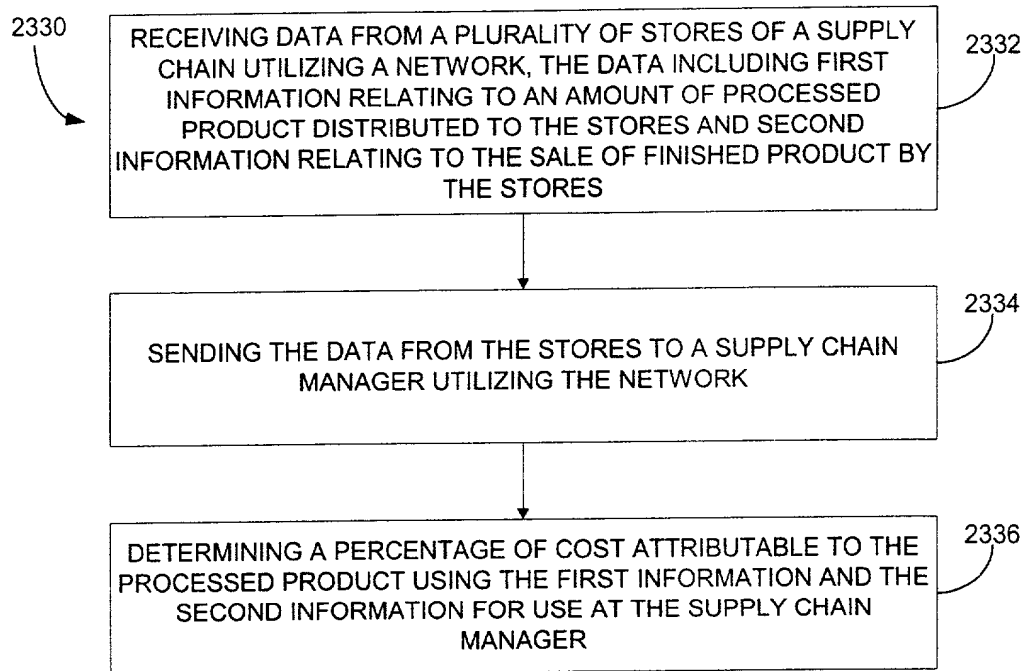 2330
RECEIVING DATA FROM A PLURALITY OF STORES OF A SUPPLY
CHAIN UTILIZING A NETWORK, THE DATA INCLUDING FIRST
INFORMATION RELATING TO AN AMOUNT OF PROCESSED
PRODUCT DISTRIBUTED TO THE STORES AND SECOND
INFORMATION RELATING TO THE SALE OF FINISHED PRODUCT BY
THE STORES
2332
SENDING THE DATA FROM THE STORES TO A SUPPLY CHAIN
MANAGER UTILIZING THE NETWORK
2334
DETERMINING A PERCENTAGE OF COST ATTRIBUTABLE TO THE
PROCESSED PRODUCT USING THE FIRST INFORMATION AND THE
SECOND INFORMATION FOR USE AT THE SUPPLY CHAIN
MANAGER
2336